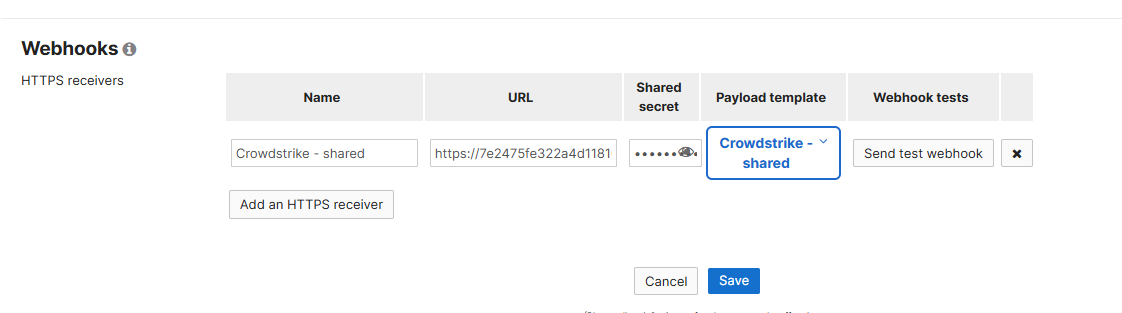 Webhooks
HTTPS receivers
Name
URL
Shared secret
Payload template
Webhook tests
Crowdstrike - shared
https://7e2475fe322a4d1181
Crowdstrike -
shared
Send test webhook
Add an HTTPS receiver
Cancel
Save